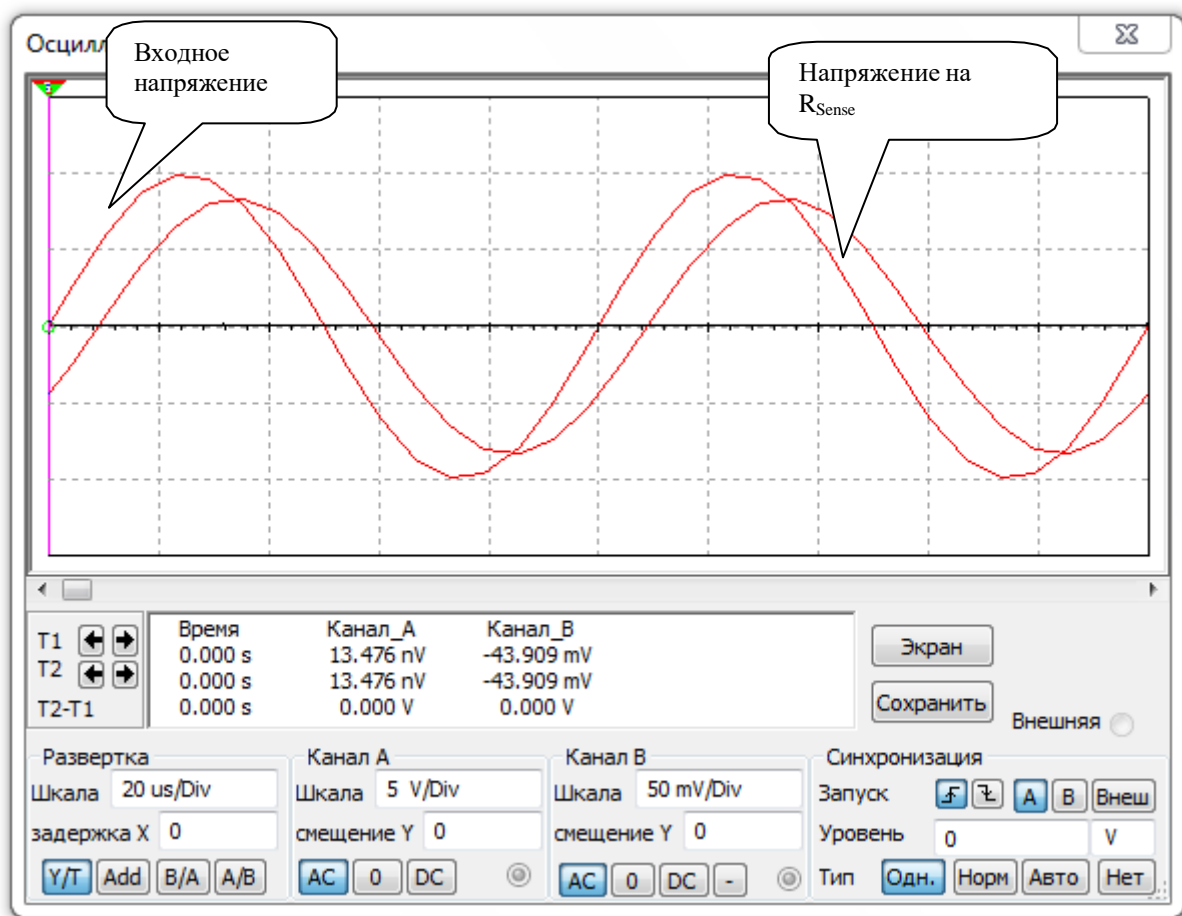 Осцилл
Входное
напряжение
Напряжение на
RSense
T1
T2
T2-T1
Время Канал_A Канал_B
0.000 s 13.476 nV -43.909 mV
0.000 s 13.476 nV -43.909 mV
0.000 s 0.000 V 0.000 V
Экран
Сохранить
Внешняя
Развертка
Шкала 20 us/Div
задержка X 0
Y/T Add B/A A/B
Канал A
Шкала 5 V/Div
смещение Y 0
AC 0 DC
Канал B
Шкала 50 mV/Div
смещение Y 0
AC 0 DC -
Синхронизация
Запуск A B Внеш
Уровень 0 V
Тип Одн. Норм Авто Нет